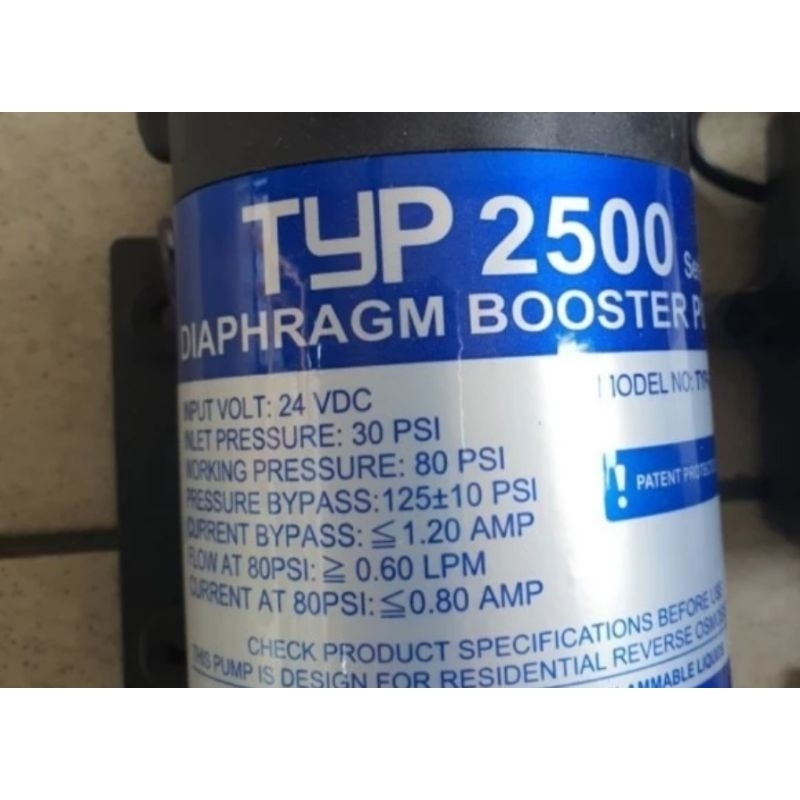 TYP 2500
DIAPHRAGM BOOSTER
INPUT VOLT: 24 VDC
INLET PRESSURE: 30 PSI
WORKING PRESSURE: 80 PSI
PRESSURE BYPASS:125±10 PSI
CURRENT BYPASS: ≦1.20 AMP
FLOW AT 80PSI: ≧ 0.60 LPM
CURRENT AT 80PSI:≦0.80 AMP
MODEL NO:
! PATENT
CHECK PRODUCT SPECIFICATIONS BEFORE
THIS PUMP IS DESIGN FOR RESIDENTIAL REVERSE
LIQUIDS